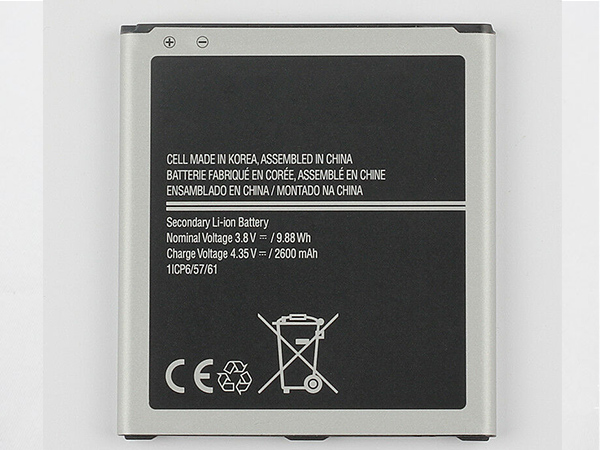 CELL MADE IN KOREA, ASSEMBLED IN CHINA
BATTERIE FABRIQUÉ EN CORÉE, ASSEMBLÉ EN CHINE
ENSAMBLADO EN CHINA / MONTADO NA CHINA
Secondary Li-ion Battery
Nominal Voltage 3.8 V ⎓ / 9.88 Wh
Charge Voltage 4.35 V ⎓ / 2600 mAh
1ICP6/57/61
CE